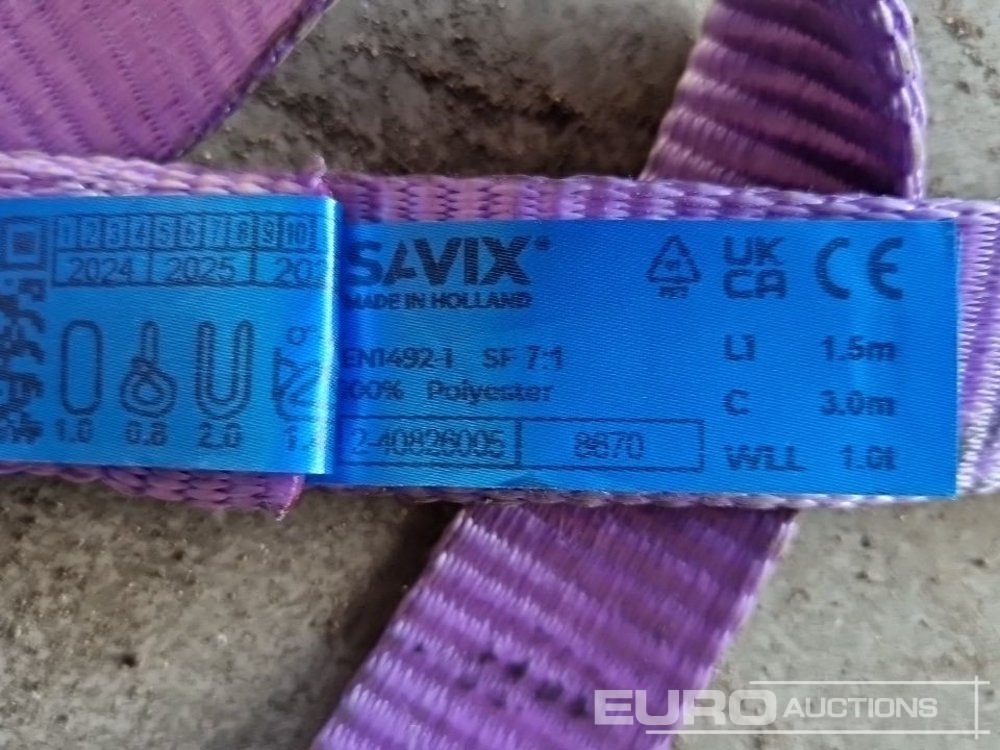 1 2 3 4 5 6 7 8 9 10
2024 2025
1.0 0.8 2.0
SAVIX
MADE IN HOLLAND
EN1492-1 SF 7:1
100% Polyester
2-40826005 8670
UK
CA
CE
L1 1.5m
C 3.0m
WLL 1.0t
EURO AUCTIONS